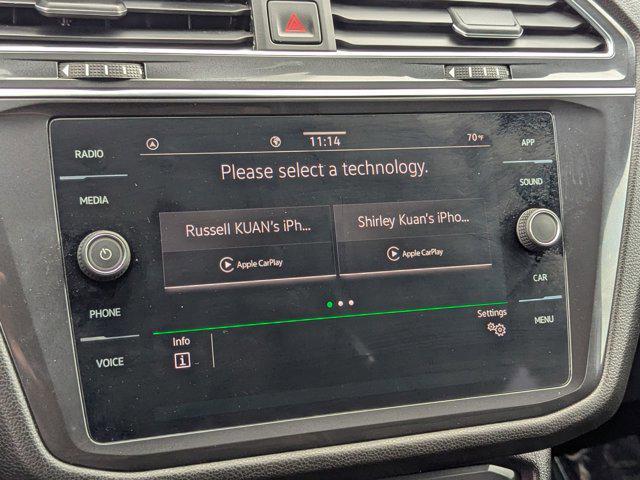 RADIO
MEDIA
PHONE
VOICE
11:14
70°F
Please select a technology.
Russell KUAN's iPh...
Apple CarPlay
Shirley Kuan's iPho...
Apple CarPlay
Info
Settings
APP
SOUND
CAR
MENU